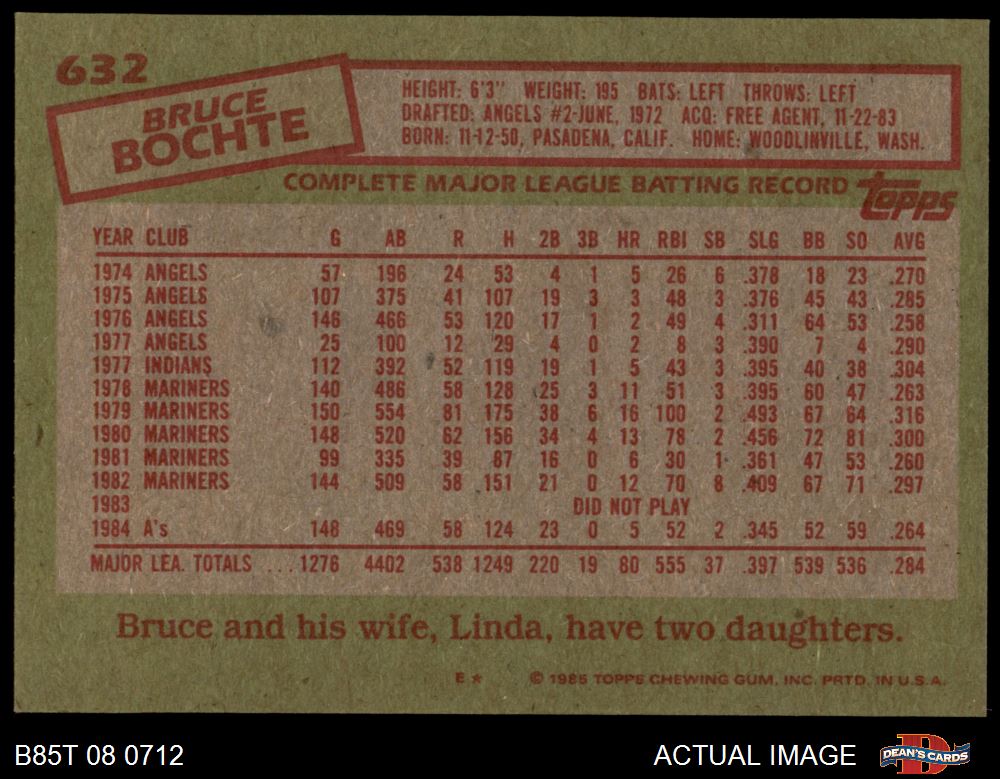 632
BRUCE
BOCHTE
HEIGHT: 6'3" WEIGHT: 195 BATS: LEFT THROWS: LEFT
DRAFTED: ANGELS #2-JUNE, 1972 ACQ: FREE AGENT, 11-22-83
BORN: 11-12-50, PASADENA, CALIF. HOME: WOODLINVILLE, WASH.
COMPLETE MAJOR LEAGUE BATTING RECORD topps
YEAR CLUB G AB R H 2B 3B HR RBI SB SLG BB SO AVG
1974 ANGELS 57 196 24 53 4 1 5 26 6 .378 18 23 .270
1975 ANGELS 107 375 41 107 19 3 3 48 3 .376 45 43 .285
1976 ANGELS 146 466 53 120 17 1 2 49 4 .311 64 53 .258
1977 ANGELS 25 100 12 29 4 0 2 8 3 .390 7 4 .290
1977 INDIANS 112 392 52 119 19 1 5 43 3 .395 40 38 .304
1978 MARINERS 140 486 58 128 25 3 11 51 3 .395 60 47 .263
1979 MARINERS 150 554 81 175 38 6 16 100 2 .493 67 64 .316
1980 MARINERS 148 520 62 156 34 4 13 78 2 .456 72 81 .300
1981 MARINERS 99 335 39 87 16 0 6 30 1 .361 47 53 .260
1982 MARINERS 144 509 58 151 21 0 12 70 8 .409 67 71 .297
1983 DID NOT PLAY
1984 A's 148 469 58 124 23 0 5 52 2 .345 52 59 .264
MAJOR LEA. TOTALS ... 1276 4402 538 1249 220 19 80 555 37 .397 539 536 .284
Bruce and his wife, Linda, have two daughters.
E * © 1985 TOPPS CHEWING GUM, INC. PRTD. IN U.S.A.
B85T 08 0712 ACTUAL IMAGE DEAN'S CARDS